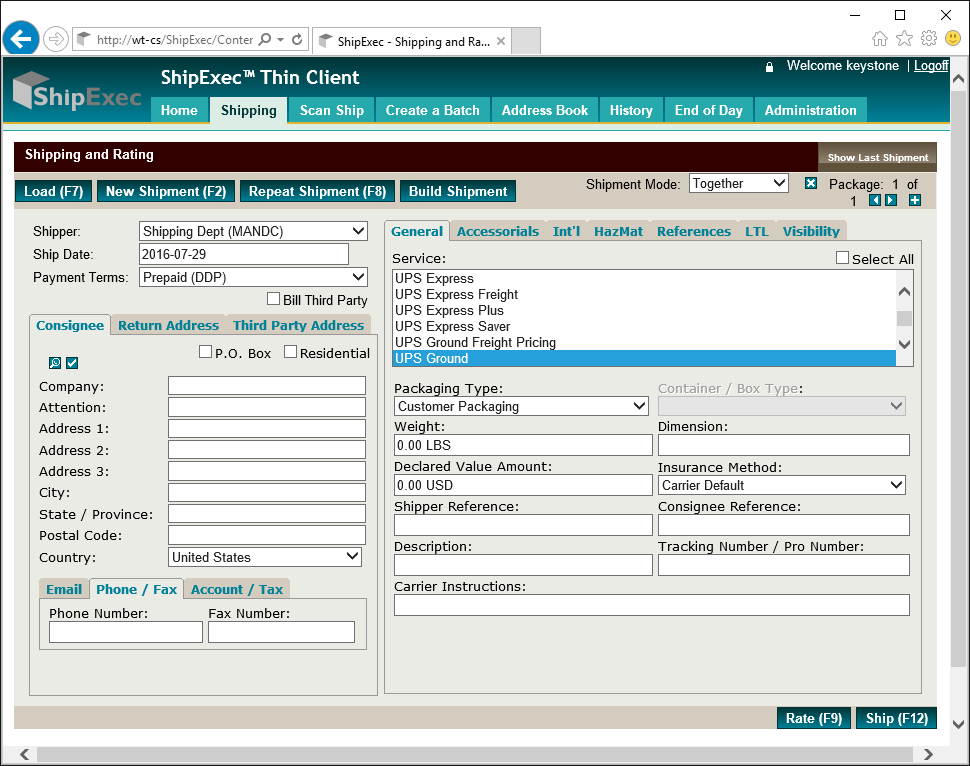 http://wt-cs/ShipExec/Conter
ShipExec - Shipping and Ra...
Welcome keystone | Logoff
ShipExec
ShipExec™ Thin Client
Home Shipping Scan Ship Create a Batch Address Book History End of Day Administration
Shipping and Rating
Show Last Shipment
Load (F7) New Shipment (F2) Repeat Shipment (F8) Build Shipment
Shipment Mode: Together Package: 1 of
1
Shipper: Shipping Dept (MANDC)
Ship Date: 2016-07-29
Payment Terms: Prepaid (DDP)
Bill Third Party
Consignee Return Address Third Party Address
P.O. Box Residential
Company:
Attention:
Address 1:
Address 2:
Address 3:
City:
State / Province:
Postal Code:
Country: United States
Email Phone / Fax Account / Tax
Phone Number: Fax Number:
General Accessorials Int'l HazMat References LTL Visibility
Service: Select All
UPS Express
UPS Express Freight
UPS Express Plus
UPS Express Saver
UPS Ground Freight Pricing
UPS Ground
Packaging Type: Container / Box Type:
Customer Packaging
Weight: Dimension:
0.00 LBS
Declared Value Amount: Insurance Method:
0.00 USD Carrier Default
Shipper Reference: Consignee Reference:
Description: Tracking Number / Pro Number:
Carrier Instructions:
Rate (F9) Ship (F12)